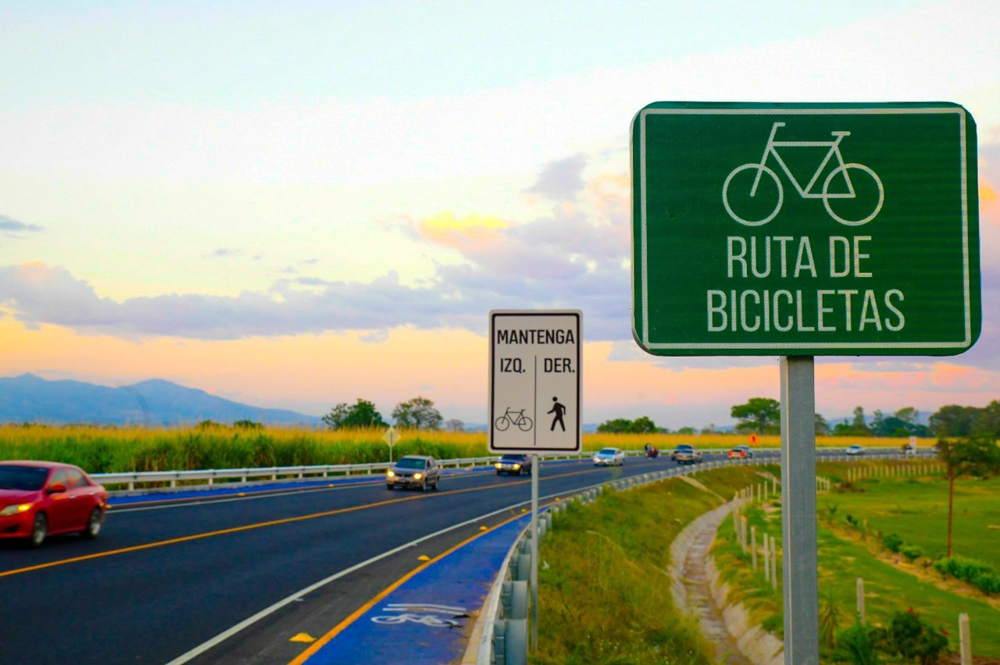 RUTA DE
BICICLETAS
MANTENGA
IZQ. DER.